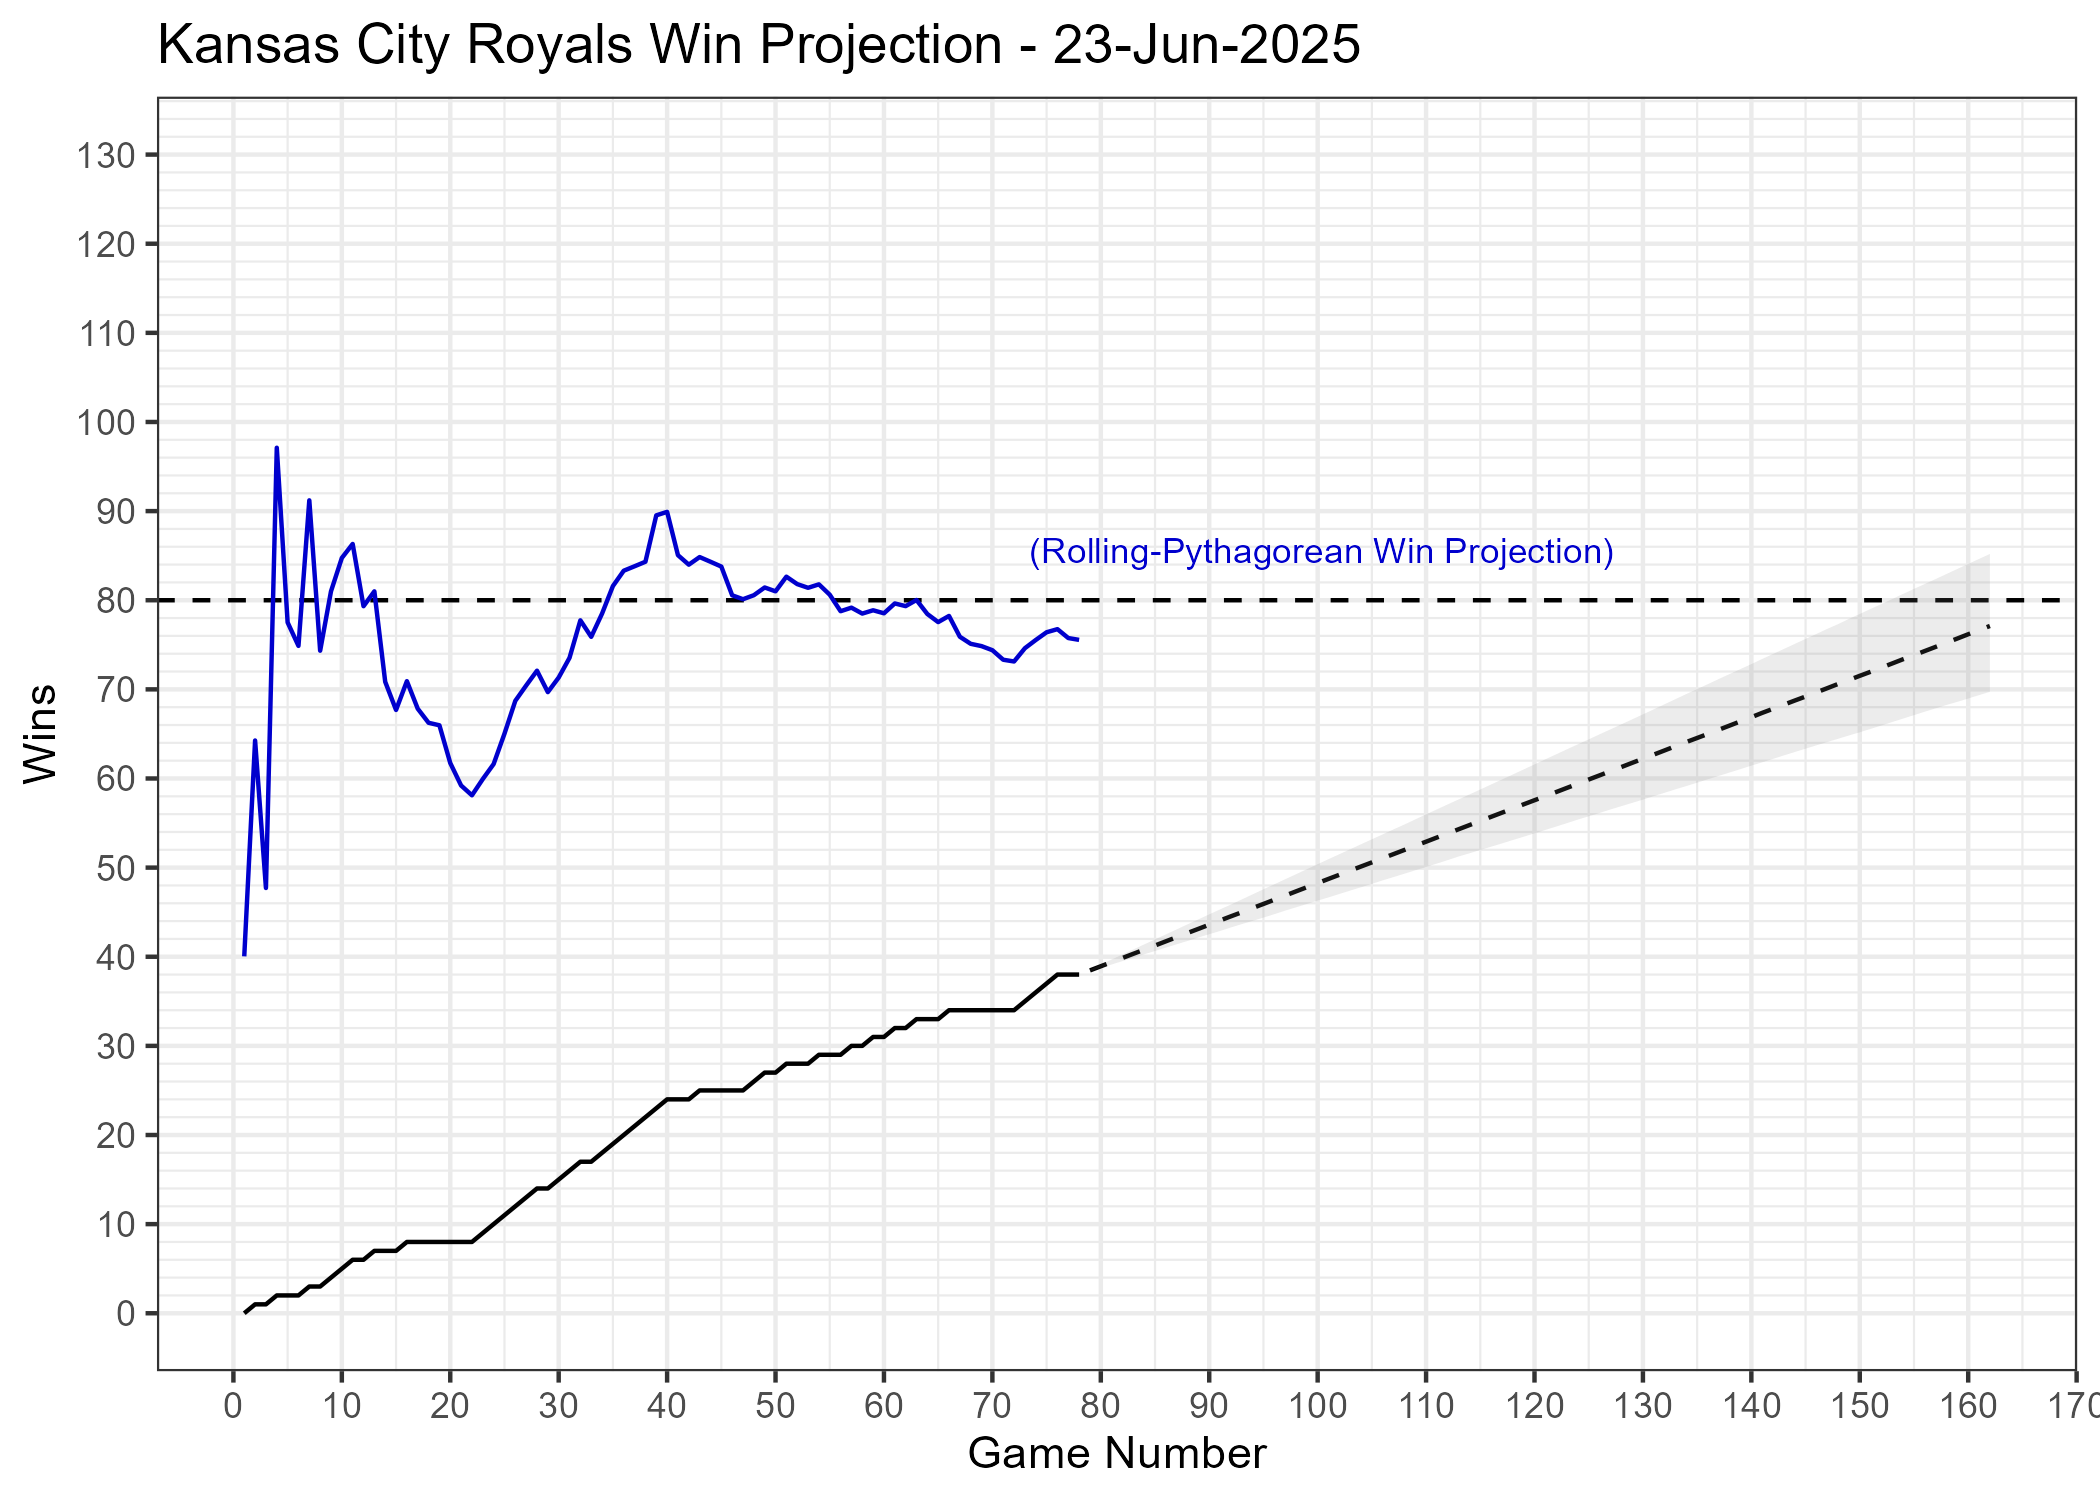 Kansas City Royals Win Projection - 23-Jun-2025
130
120
110
100
90
80
70
60
50
40
30
20
10
0
Wins
(Rolling-Pythagorean Win Projection)
0 10 20 30 40 50 60 70 80 90 100 110 120 130 140 150 160 170
Game Number